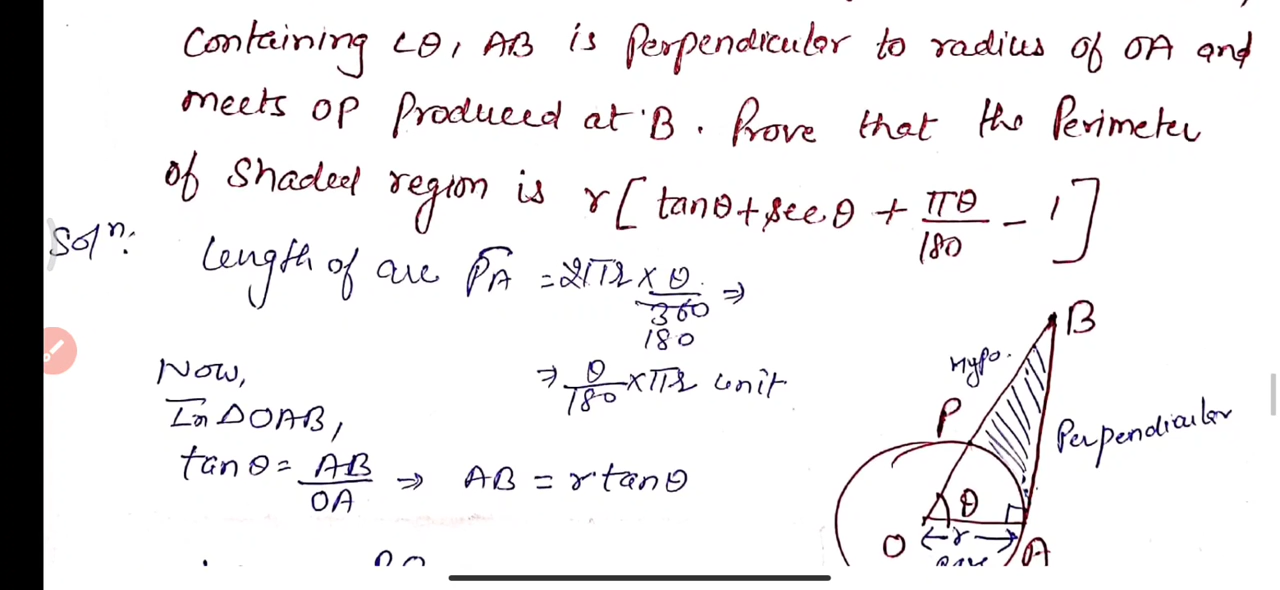 Containing ∠θ, AB is Perpendicular to radius of OA and
meets OP Produced at B. Prove that the Perimeter
of Shaded region is r[tanθ + secθ + πθ/180 - 1]
Solⁿ:
Length of arc PA = 2πr × θ/360 ⇒
180
⇒ θ/180 × πr unit
Now,
In △OAB,
tanθ = AB/OA ⇒ AB = r tanθ
B
Hypo.
P
Perpendicular
θ
O
r
A